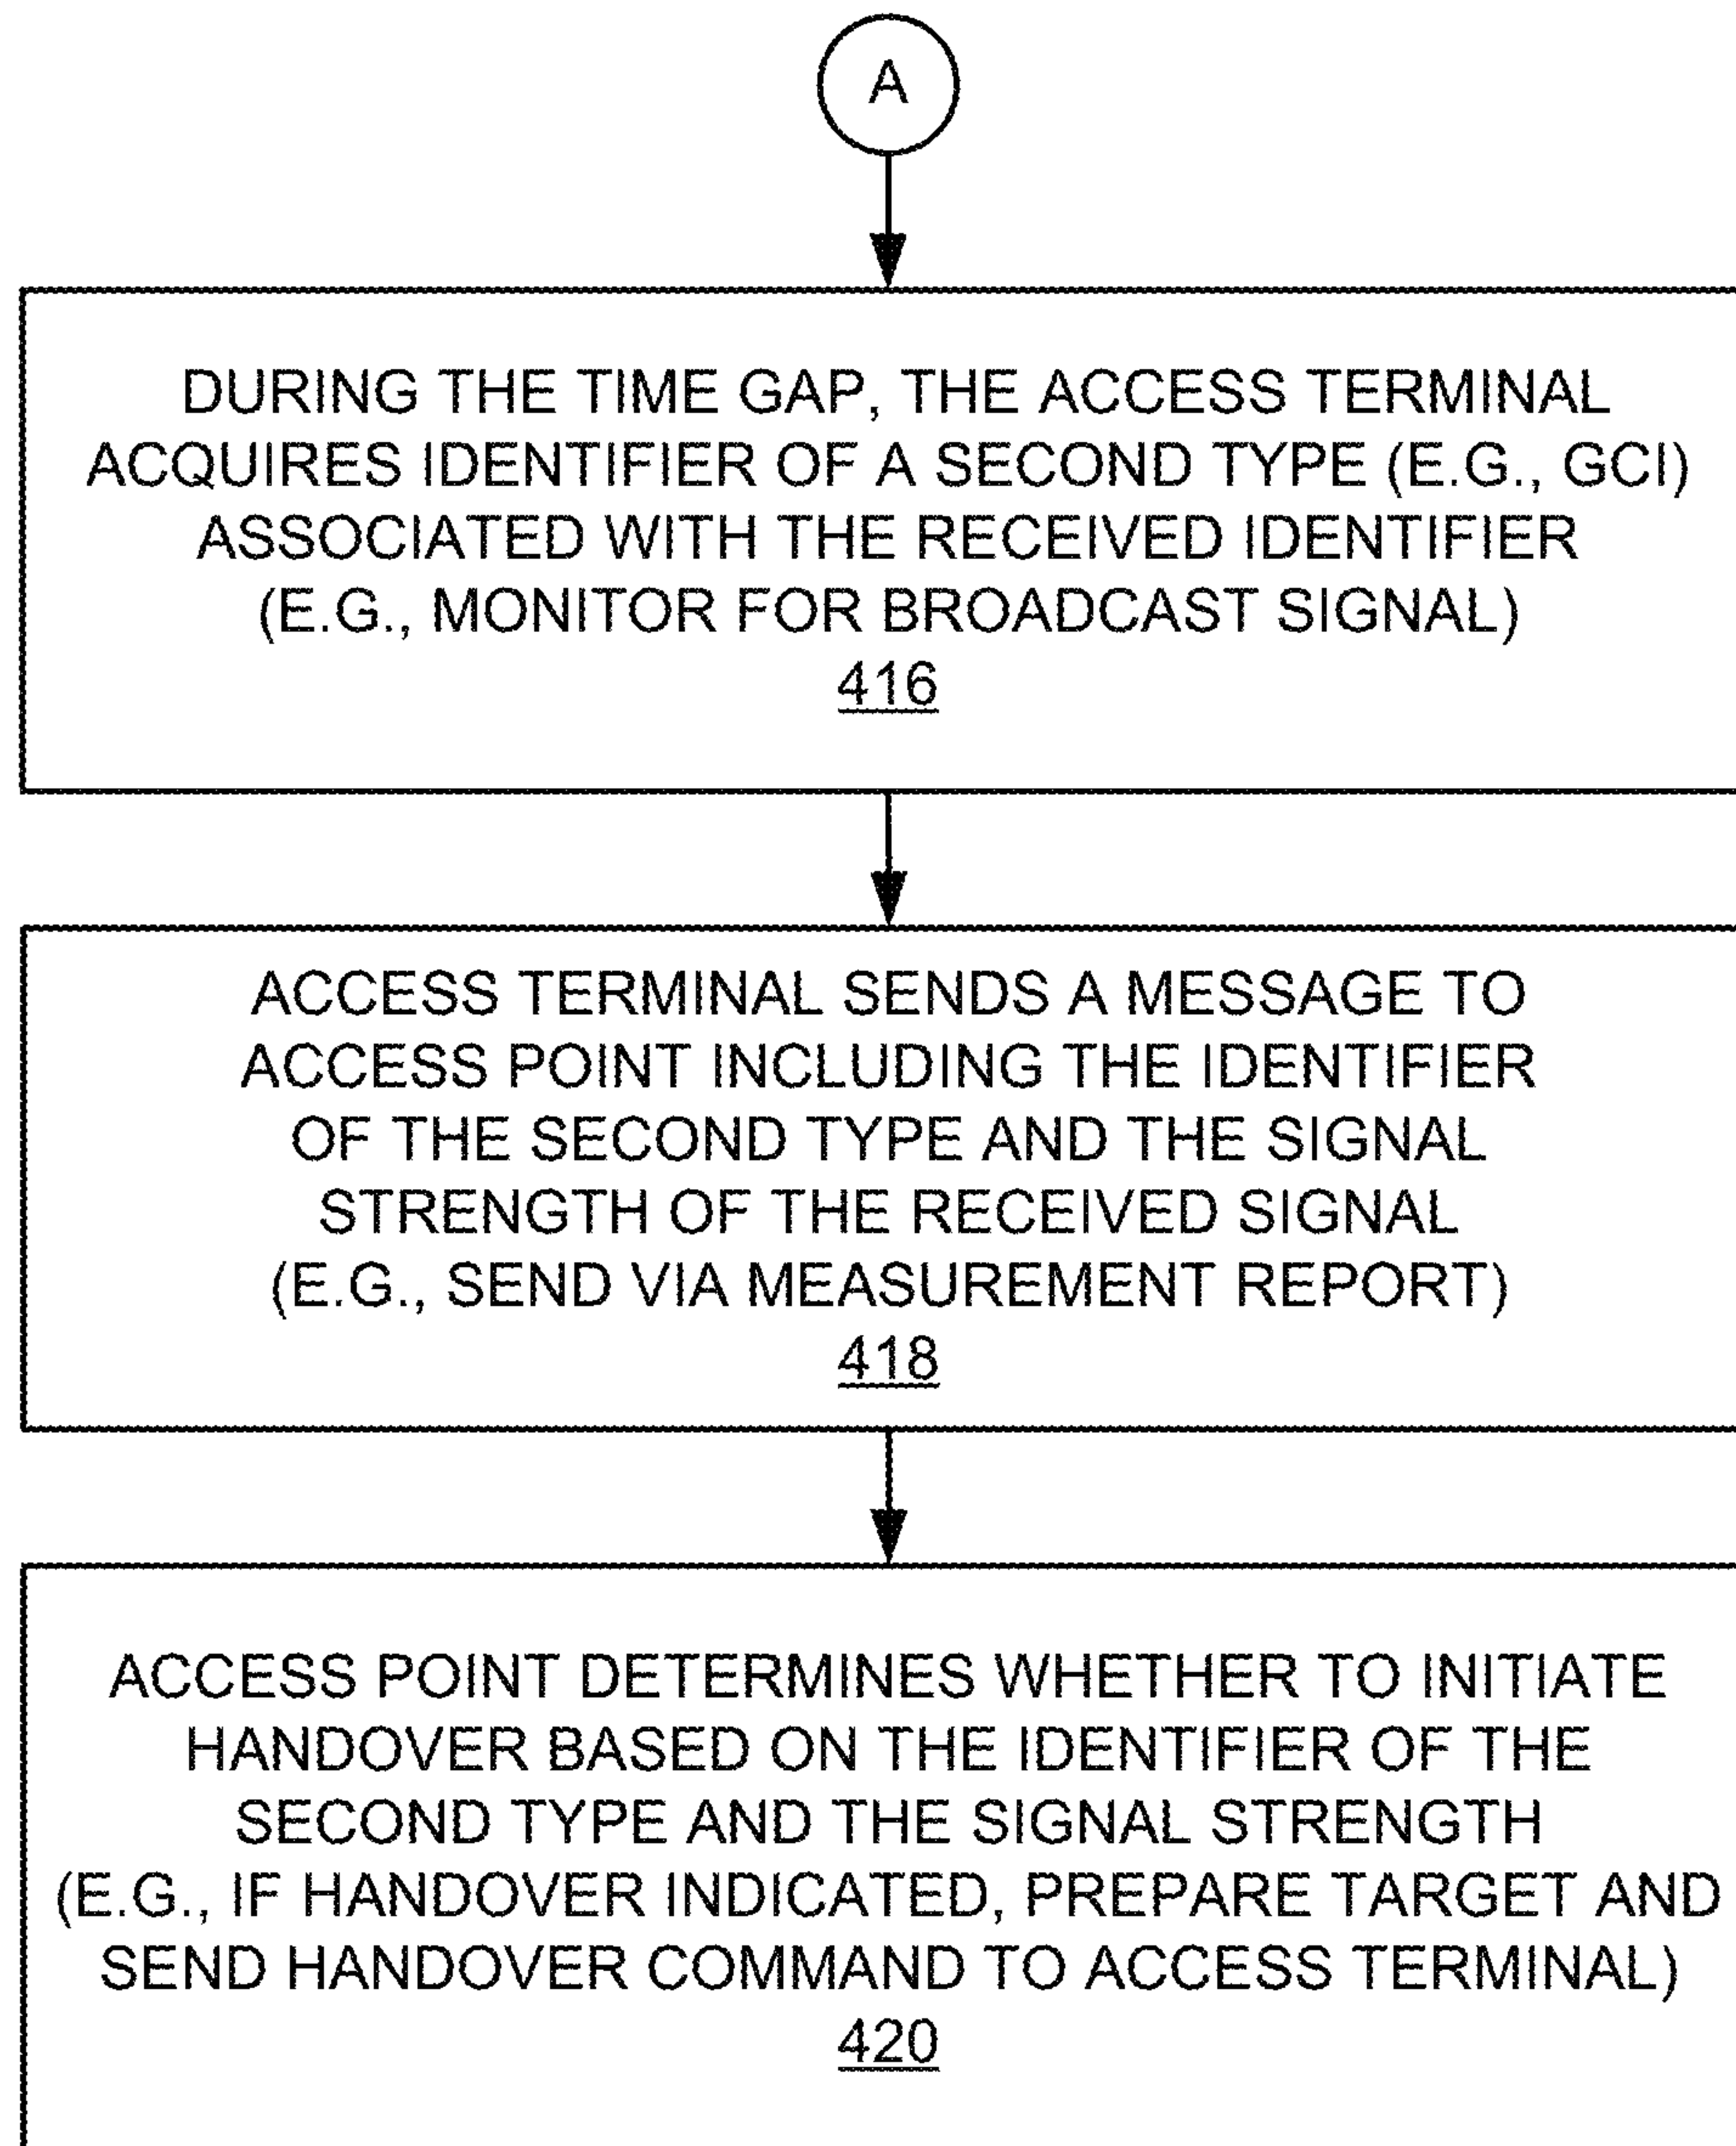 A
DURING THE TIME GAP, THE ACCESS TERMINAL
ACQUIRES IDENTIFIER OF A SECOND TYPE (E.G., GCI)
ASSOCIATED WITH THE RECEIVED IDENTIFIER
(E.G., MONITOR FOR BROADCAST SIGNAL)
416
ACCESS TERMINAL SENDS A MESSAGE TO
ACCESS POINT INCLUDING THE IDENTIFIER
OF THE SECOND TYPE AND THE SIGNAL
STRENGTH OF THE RECEIVED SIGNAL
(E.G., SEND VIA MEASUREMENT REPORT)
418
ACCESS POINT DETERMINES WHETHER TO INITIATE
HANDOVER BASED ON THE IDENTIFIER OF THE
SECOND TYPE AND THE SIGNAL STRENGTH
(E.G., IF HANDOVER INDICATED, PREPARE TARGET AND
SEND HANDOVER COMMAND TO ACCESS TERMINAL)
420